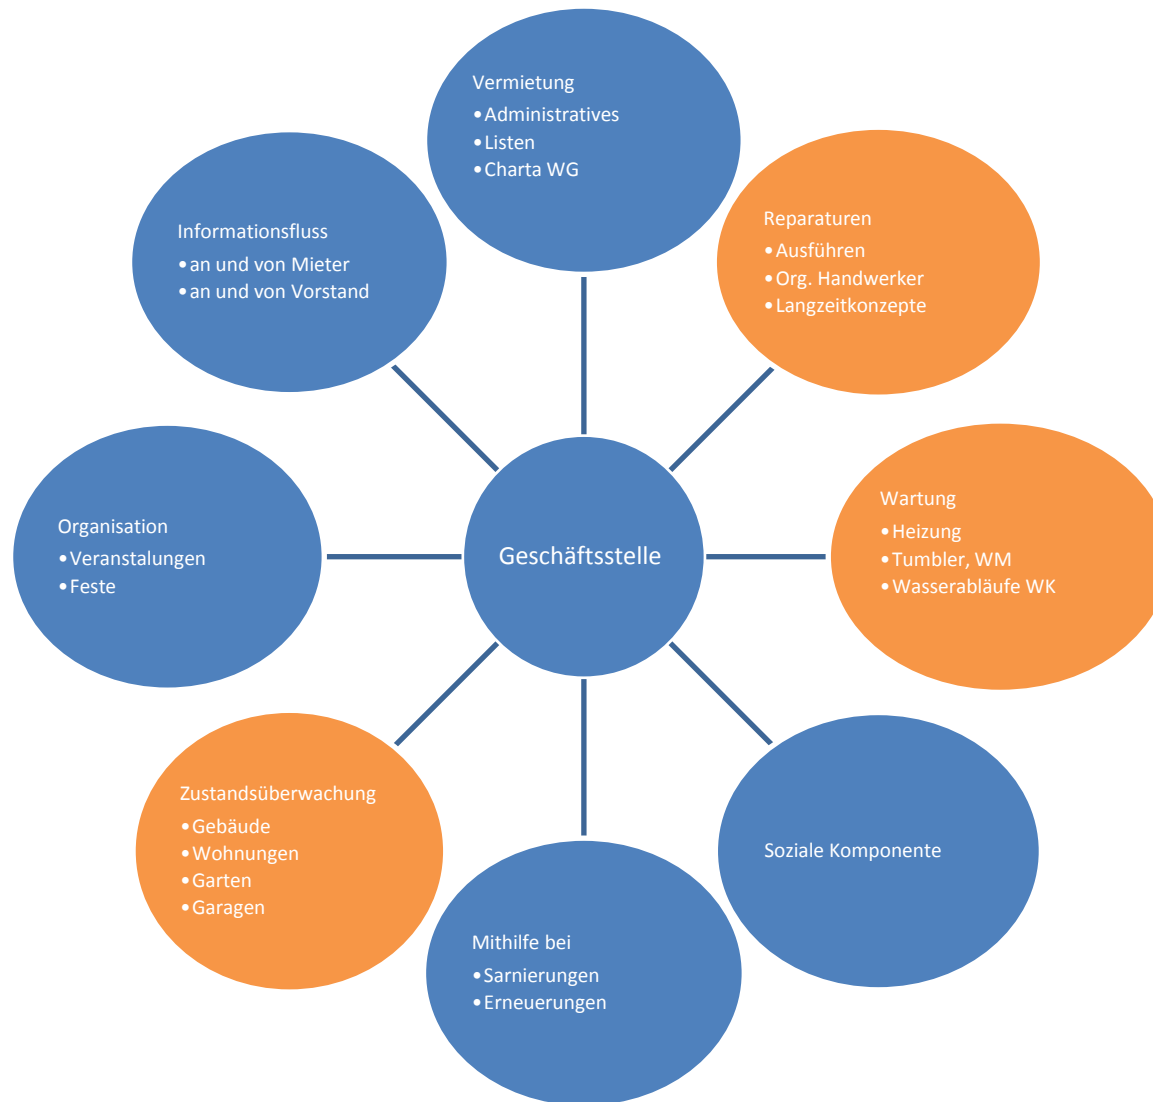 Vermietung
•Administratives
•Listen
•Charta WG
Reparaturen
•Ausführen
•Org. Handwerker
•Langzeitkonzepte
Wartung
•Heizung
•Tumbler, WM
•Wasserabläufe WK
Soziale Komponente
Mithilfe bei
•Sarnierungen
•Erneuerungen
Zustandsüberwachung
•Gebäude
•Wohnungen
•Garten
•Garagen
Organisation
•Veranstalungen
•Feste
Informationsfluss
•an und von Mieter
•an und von Vorstand
Geschäftsstelle